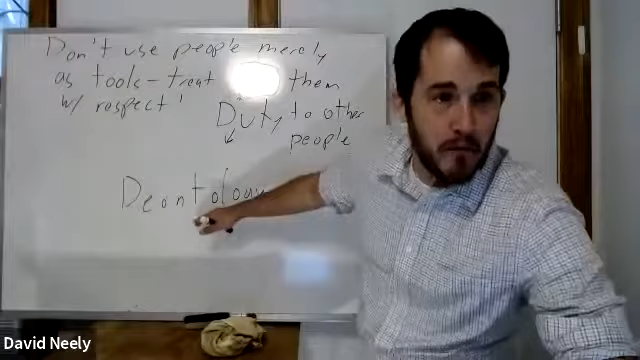 Don't use people merely
as tools - treat them
w/ respect'
Duty to other
people
Deontology
David Neely